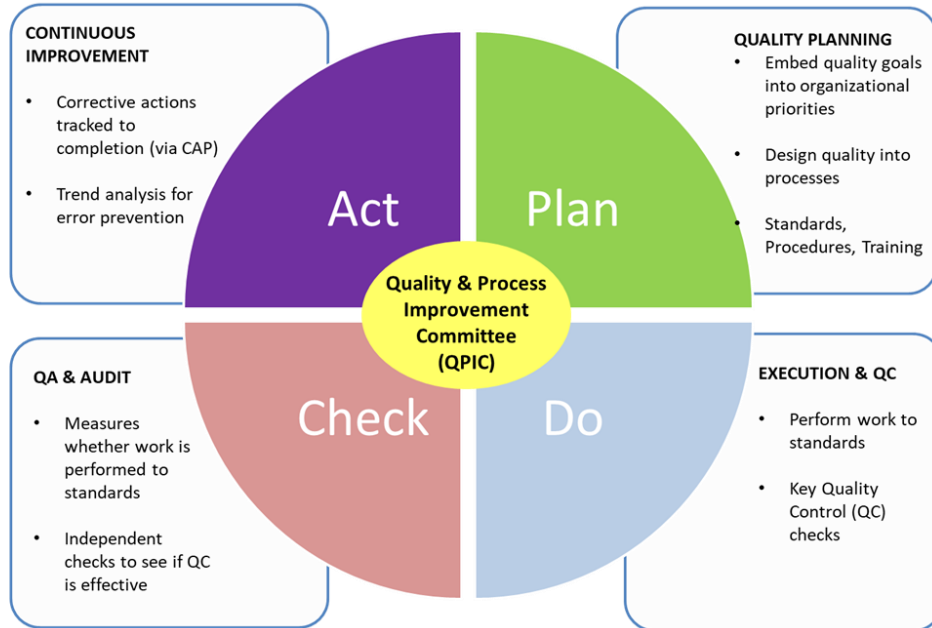 CONTINUOUS
IMPROVEMENT
• Corrective actions
tracked to
completion (via CAP)
• Trend analysis for
error prevention
Act
Plan
QUALITY PLANNING
• Embed quality goals
into organizational
priorities
• Design quality into
processes
• Standards,
Procedures, Training
Quality & Process
Improvement
Committee
(QPIC)
QA & AUDIT
• Measures
whether work is
performed to
standards
• Independent
checks to see if QC
is effective
Check
Do
EXECUTION & QC
• Perform work to
standards
• Key Quality
Control (QC)
checks